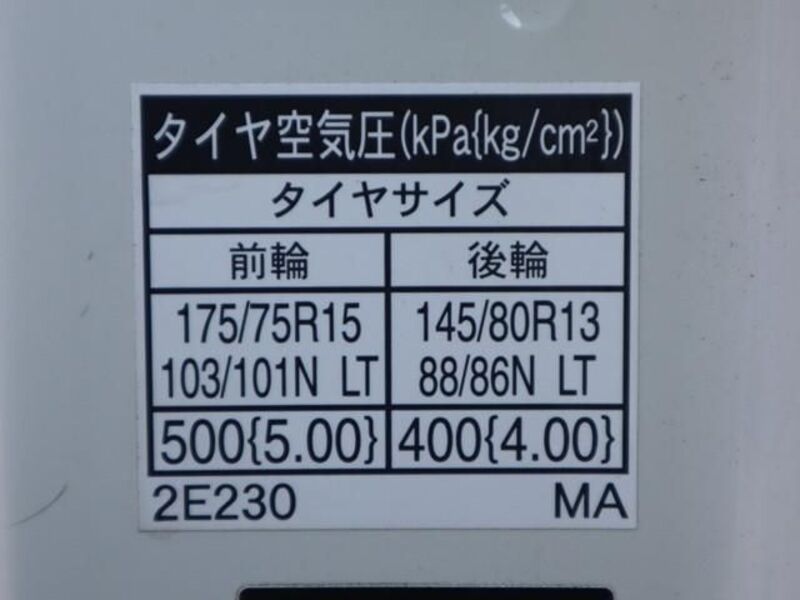 タイヤ空気圧(kPa{kg/cm²})
タイヤサイズ
前輪 後輪
175/75R15 145/80R13
103/101N LT 88/86N LT
500{5.00} 400{4.00}
2E230 MA